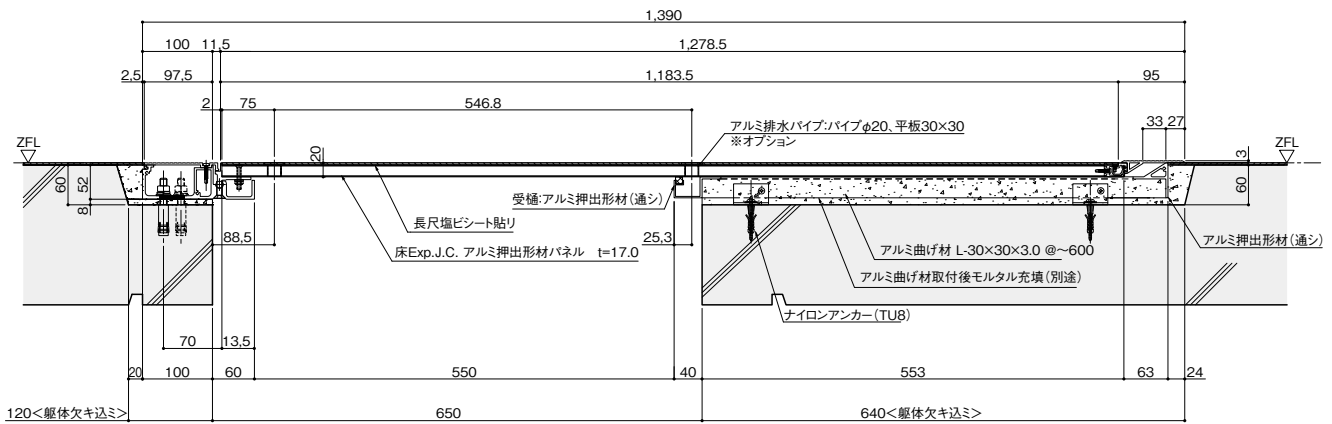 1,390
100
11,5
1,278.5
2,5
97,5
1,183.5
95
2
75
546.8
33
27
アルミ排水パイプ:パイプφ20、平板30×30
※オプション
ZFL
ZFL
20
3
60
52
8
60
受樋:アルミ押出形材(通シ)
長尺塩ビシート貼リ
88,5
床Exp.J.C. アルミ押出形材パネル t=17.0
25,3
アルミ曲げ材 L-30×30×3.0 @~600
アルミ押出形材(通シ)
アルミ曲げ材取付後モルタル充填(別途)
ナイロンアンカー(TU8)
70
13,5
20
100
60
550
40
553
63
24
120<躯体欠キ込ミ>
650
640<躯体欠キ込ミ>